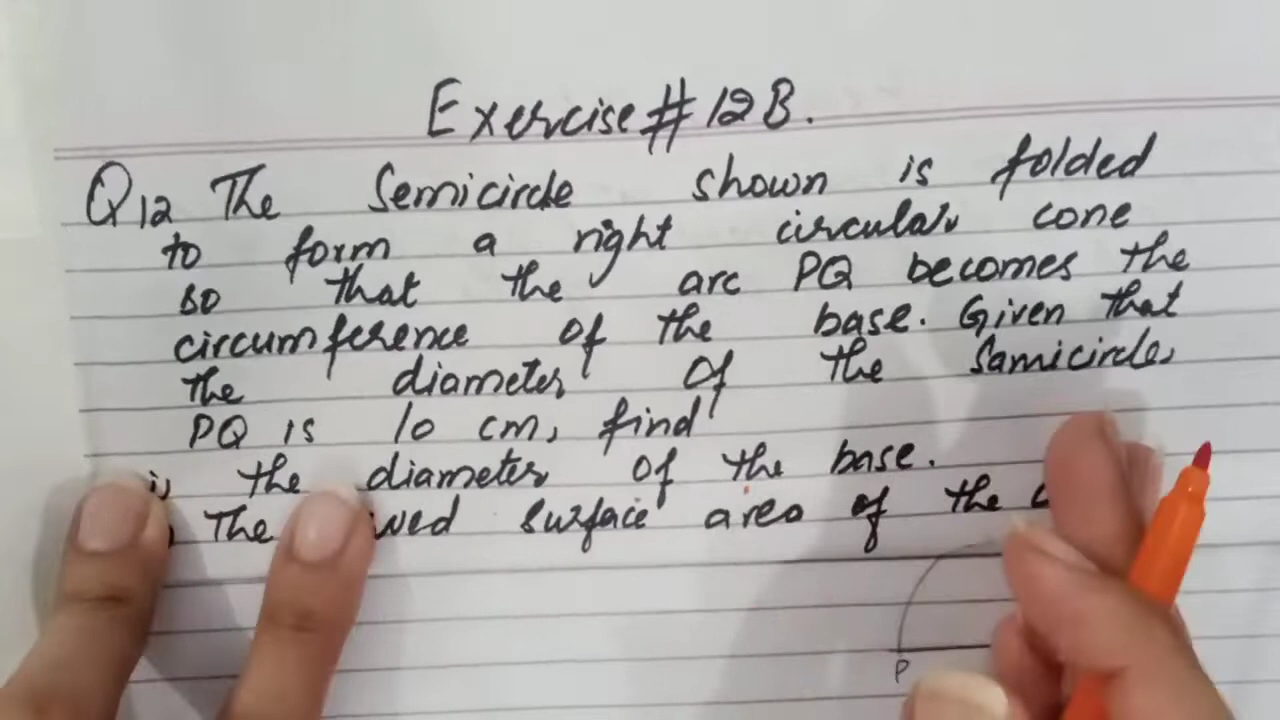 Exercise # 12B.
Q12 The Semicircle shown is folded
to form a right circular cone
so that the arc PQ becomes the
circumference of the base. Given that
the diameter of the Samicircle,
PQ is 10 cm, find
i, the diameter of the base.
The surface area of the
P